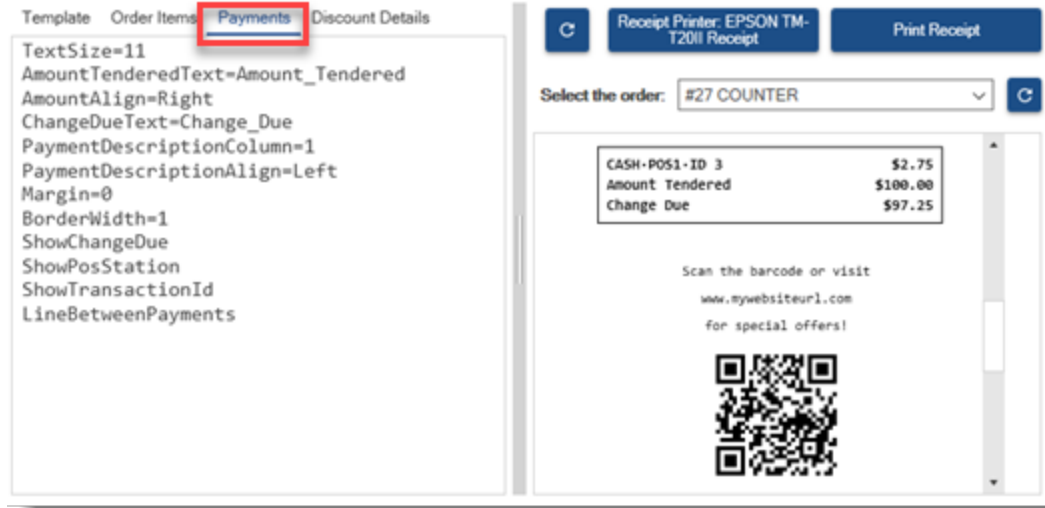 Template Order Items Payments Discount Details
TextSize=11
AmountTenderedText=Amount_Tendered
AmountAlign=Right
ChangeDueText=Change_Due
PaymentDescriptionColumn=1
PaymentDescriptionAlign=Left
Margin=0
BorderWidth=1
ShowChangeDue
ShowPosStation
ShowTransactionId
LineBetweenPayments
Receipt Printer: EPSON TM-
T20II Receipt
Print Receipt
Select the order: #27 COUNTER
CASH-POS1-ID 3 $2.75
Amount Tendered $100.00
Change Due $97.25
Scan the barcode or visit
www.mywebsiteurl.com
for special offers!